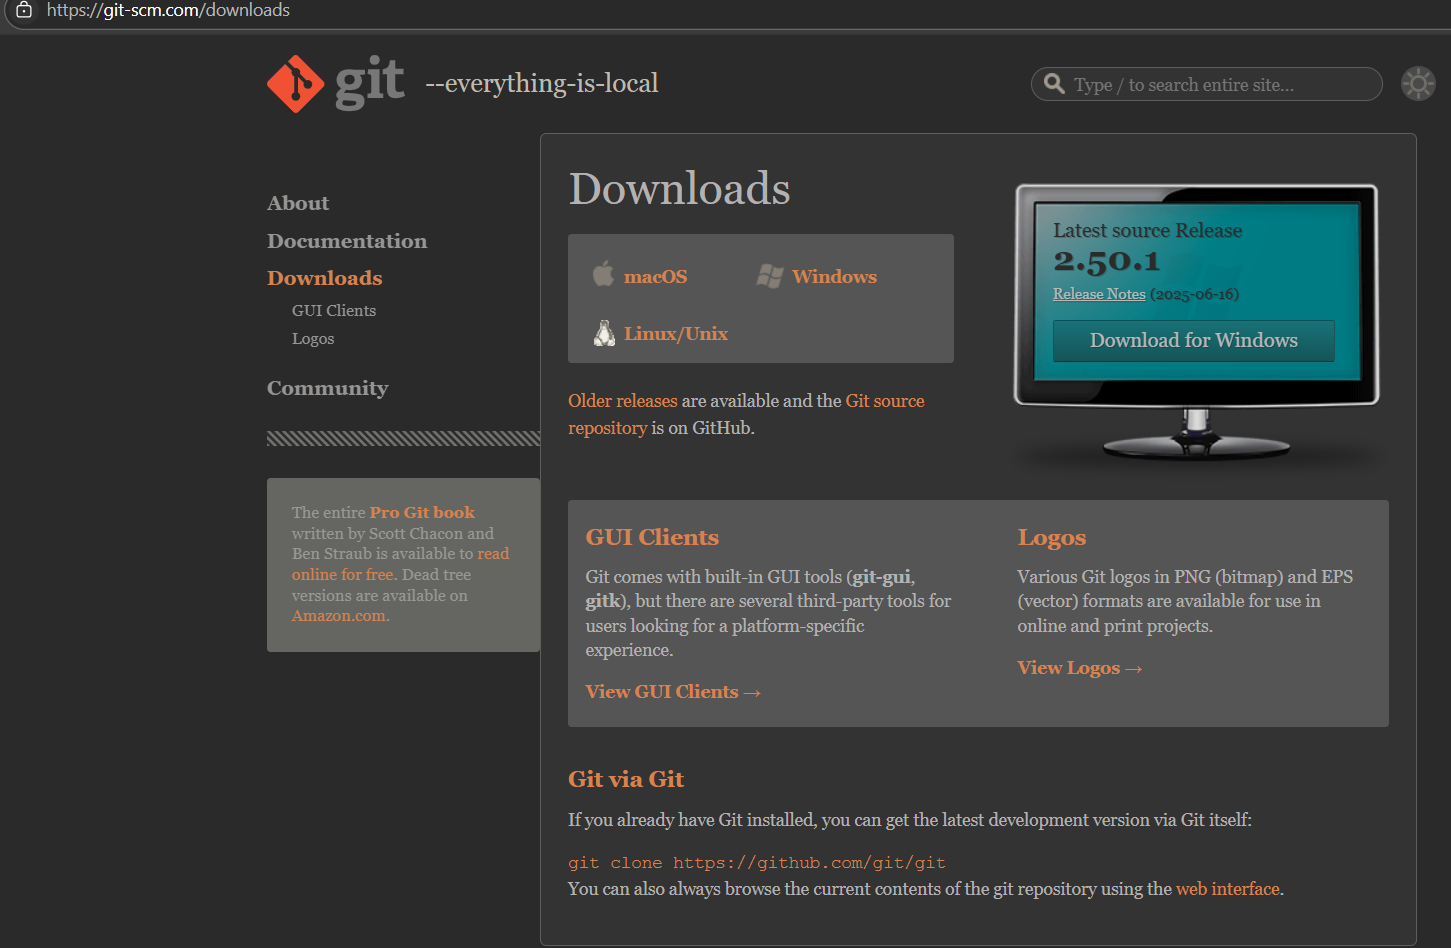 https://git-scm.com/downloads
git --everything-is-local
Type / to search entire site...
About
Documentation
Downloads
GUI Clients
Logos
Community
The entire Pro Git book
written by Scott Chacon and
Ben Straub is available to read
online for free. Dead tree
versions are available on
Amazon.com.
Downloads
macOS
Windows
Linux/Unix
Older releases are available and the Git source
repository is on GitHub.
Latest source Release
2.50.1
Release Notes (2025-06-16)
Download for Windows
GUI Clients
Git comes with built-in GUI tools (git-gui,
gitk), but there are several third-party tools for
users looking for a platform-specific
experience.
View GUI Clients →
Logos
Various Git logos in PNG (bitmap) and EPS
(vector) formats are available for use in
online and print projects.
View Logos →
Git via Git
If you already have Git installed, you can get the latest development version via Git itself:
git clone https://github.com/git/git
You can also always browse the current contents of the git repository using the web interface.